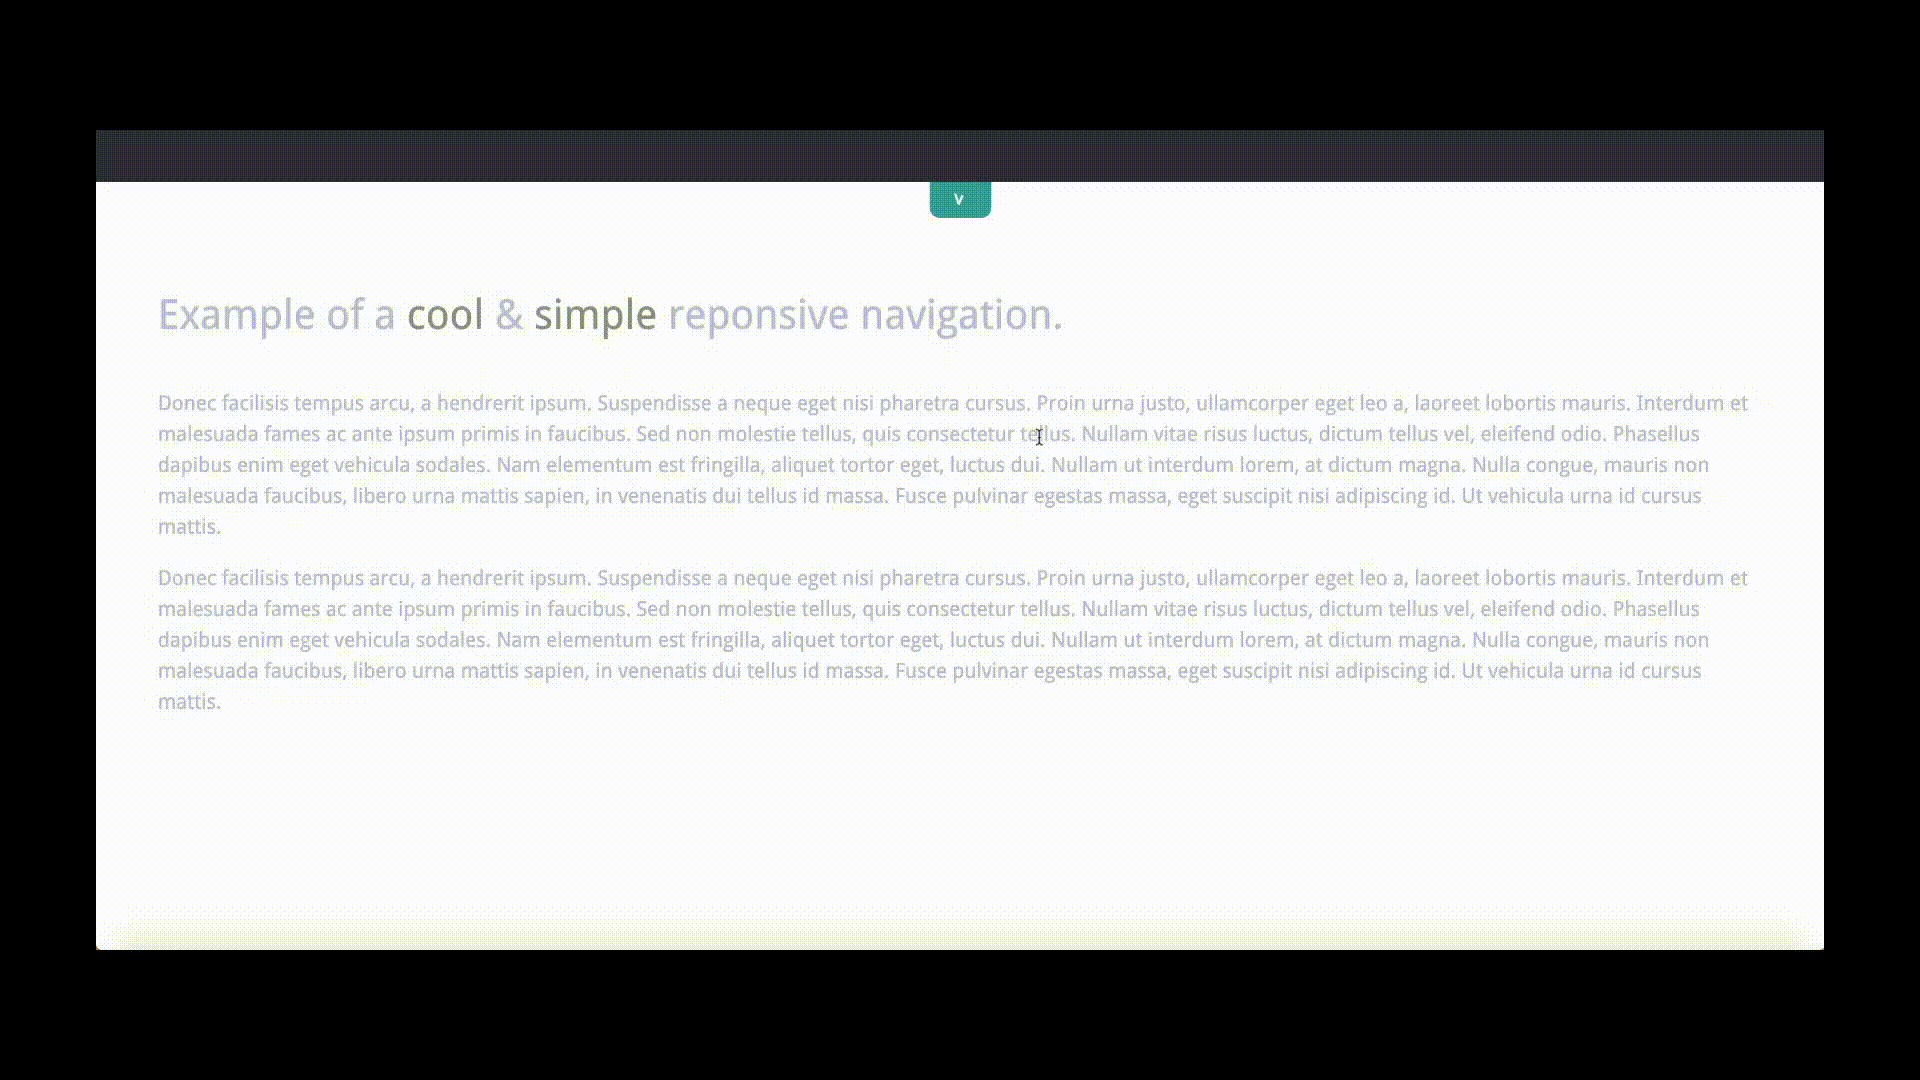 v
Example of a cool & simple reponsive navigation.
Donec facilisis tempus arcu, a hendrerit ipsum. Suspendisse a neque eget nisi pharetra cursus. Proin urna justo, ullamcorper eget leo a, laoreet lobortis mauris. Interdum et
malesuada fames ac ante ipsum primis in faucibus. Sed non molestie tellus, quis consectetur tellus. Nullam vitae risus luctus, dictum tellus vel, eleifend odio. Phasellus
dapibus enim eget vehicula sodales. Nam elementum est fringilla, aliquet tortor eget, luctus dui. Nullam ut interdum lorem, at dictum magna. Nulla congue, mauris non
malesuada faucibus, libero urna mattis sapien, in venenatis dui tellus id massa. Fusce pulvinar egestas massa, eget suscipit nisi adipiscing id. Ut vehicula urna id cursus
mattis.
Donec facilisis tempus arcu, a hendrerit ipsum. Suspendisse a neque eget nisi pharetra cursus. Proin urna justo, ullamcorper eget leo a, laoreet lobortis mauris. Interdum et
malesuada fames ac ante ipsum primis in faucibus. Sed non molestie tellus, quis consectetur tellus. Nullam vitae risus luctus, dictum tellus vel, eleifend odio. Phasellus
dapibus enim eget vehicula sodales. Nam elementum est fringilla, aliquet tortor eget, luctus dui. Nullam ut interdum lorem, at dictum magna. Nulla congue, mauris non
malesuada faucibus, libero urna mattis sapien, in venenatis dui tellus id massa. Fusce pulvinar egestas massa, eget suscipit nisi adipiscing id. Ut vehicula urna id cursus
mattis.